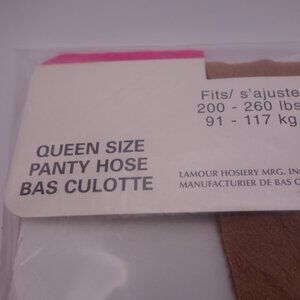 Fits/ s'ajuste
200 - 260 lbs
91 - 117 kg
QUEEN SIZE
PANTY HOSE
BAS CULOTTE
LAMOUR HOSIERY MRG. IN
MANUFACTURIER DE BAS